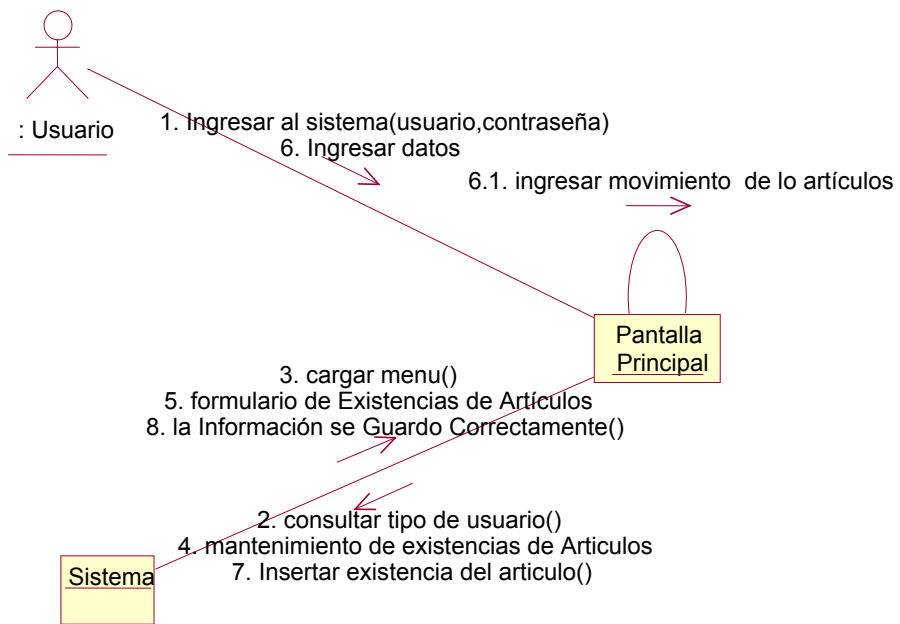 : Usuario
1. Ingresar al sistema(usuario,contraseña)
6. Ingresar datos
6.1. ingresar movimiento de lo artículos
Pantalla
Principal
3. cargar menu()
5. formulario de Existencias de Artículos
8. la Información se Guardo Correctamente()
2. consultar tipo de usuario()
4. mantenimiento de existencias de Articulos
7. Insertar existencia del articulo()
Sistema